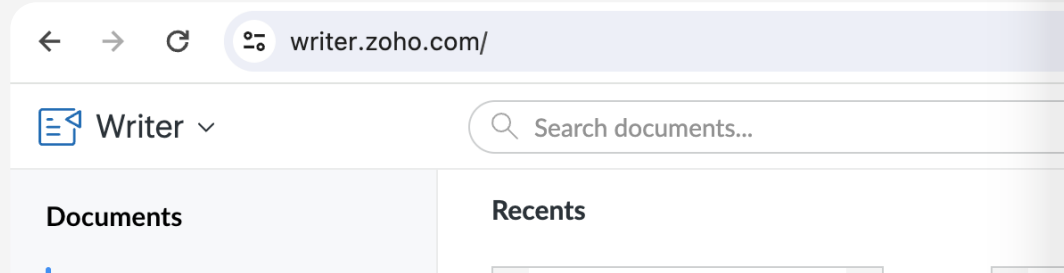 writer.zoho.com/
Writer
Search documents...
Documents
Recents